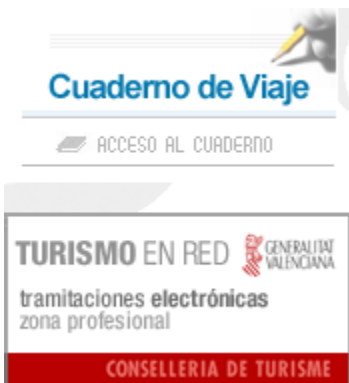 Cuaderno de Viaje
ACCESO AL CUADERNO
TURISMO EN RED
GENERALITAT
VALENCIANA
tramitaciones electrónicas
zona profesional
CONSELLERIA DE TURISME